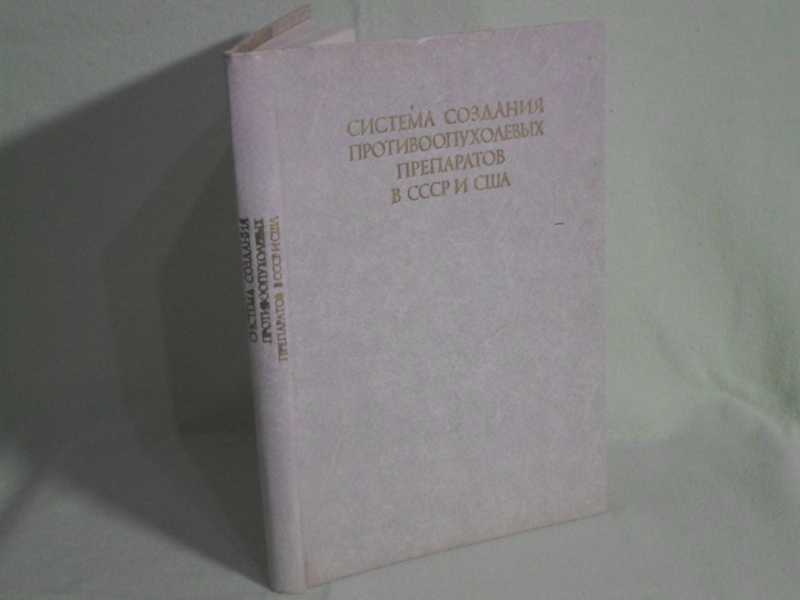 СИСТЕМА СОЗДАНИЯ
ПРОТИВООПУХОЛЕВЫХ
ПРЕПАРАТОВ
В СССР И США
СИСТЕМА СОЗДАНИЯ
ПРОТИВООПУХОЛЕВЫХ
ПРЕПАРАТОВ В СССР И США